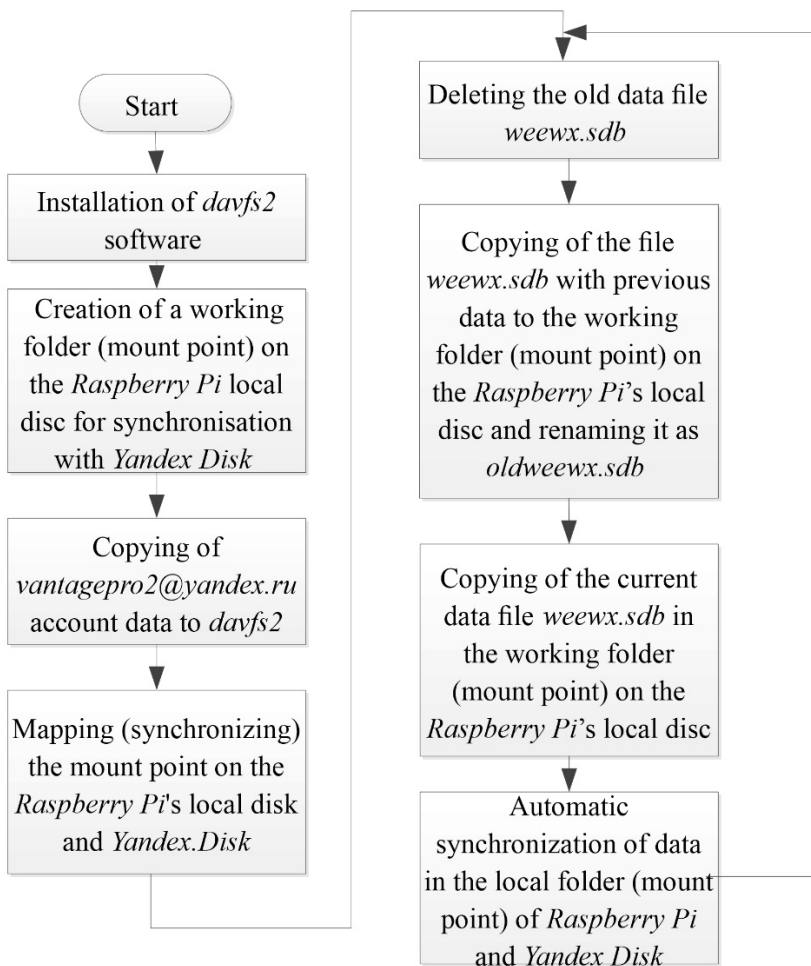 Start
Installation of davfs2
software
Creation of a working
folder (mount point) on
the Raspberry Pi local
disc for synchronisation
with Yandex Disk
Copying of
vantagepro2@yandex.ru
account data to davfs2
Mapping (synchronizing)
the mount point on the
Raspberry Pi's local disk
and Yandex.Disk
Deleting the old data file
weewx.sdb
Copying of the file
weewx.sdb with previous
data to the working
folder (mount point) on
the Raspberry Pi’s local
disc and renaming it as
oldweewx.sdb
Copying of the current
data file weewx.sdb in
the working folder
(mount point) on the
Raspberry Pi’s local disc
Automatic
synchronization of data
in the local folder (mount
point) of Raspberry Pi
and Yandex Disk